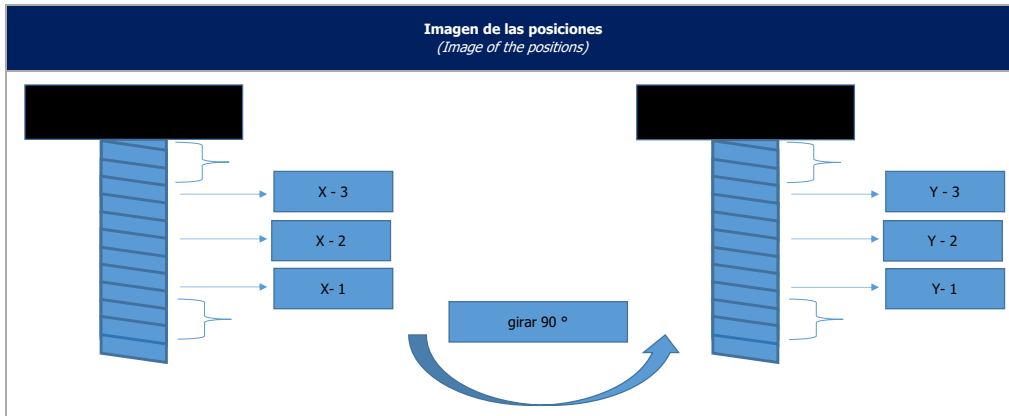 Imagen de las posiciones
(Image of the positions)
X - 3
X - 2
X- 1
girar 90 °
Y - 3
Y - 2
Y- 1